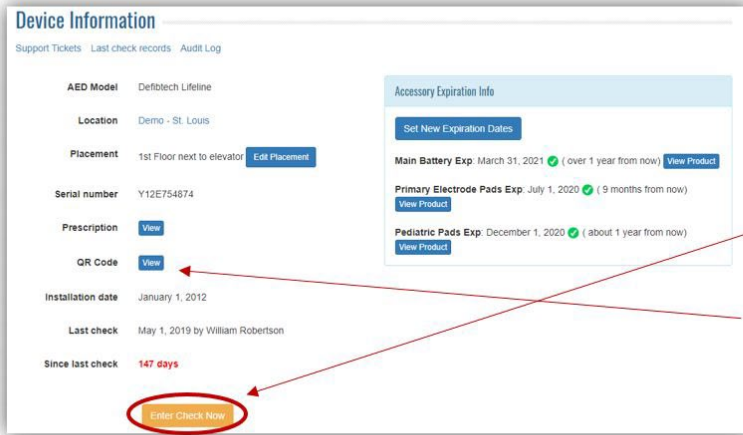 Device Information
Support Tickets Last check records Audit Log
AED Model Defibtech Lifeline
Location Demo - St. Louis
Placement 1st Floor next to elevator Edit Placement
Serial number Y12E754874
Prescription View
QR Code View
Installation date January 1, 2012
Last check May 1, 2019 by William Robertson
Since last check 147 days
Enter Check Now
Accessory Expiration Info
Set New Expiration Dates
Main Battery Exp: March 31, 2021 ( over 1 year from now) View Product
Primary Electrode Pads Exp: July 1, 2020 ( 9 months from now)
View Product
Pediatric Pads Exp: December 1, 2020 ( about 1 year from now)
View Product